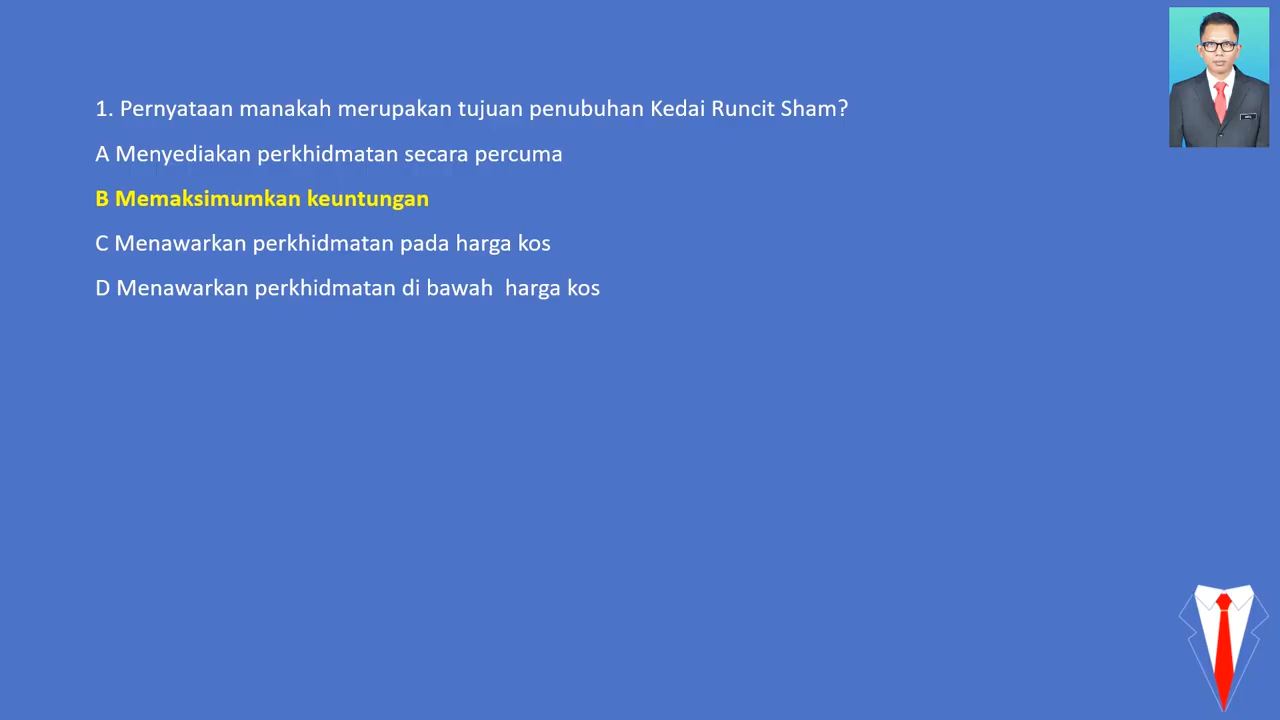 1. Pernyataan manakah merupakan tujuan penubuhan Kedai Runcit Sham?
A Menyediakan perkhidmatan secara percuma
B Memaksimumkan keuntungan
C Menawarkan perkhidmatan pada harga kos
D Menawarkan perkhidmatan di bawah  harga kos